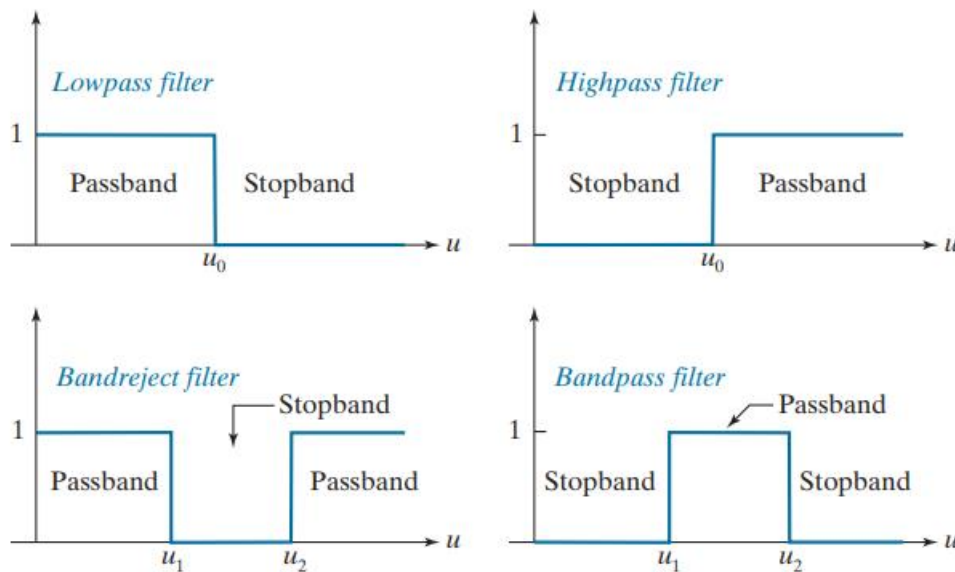 Lowpass filter
1
Passband
Stopband
u
u₀
Highpass filter
1
Stopband
Passband
u
u₀
Bandreject filter
Stopband
1
Passband
Passband
u
u₁
u₂
Bandpass filter
Passband
1
Stopband
Stopband
u
u₁
u₂